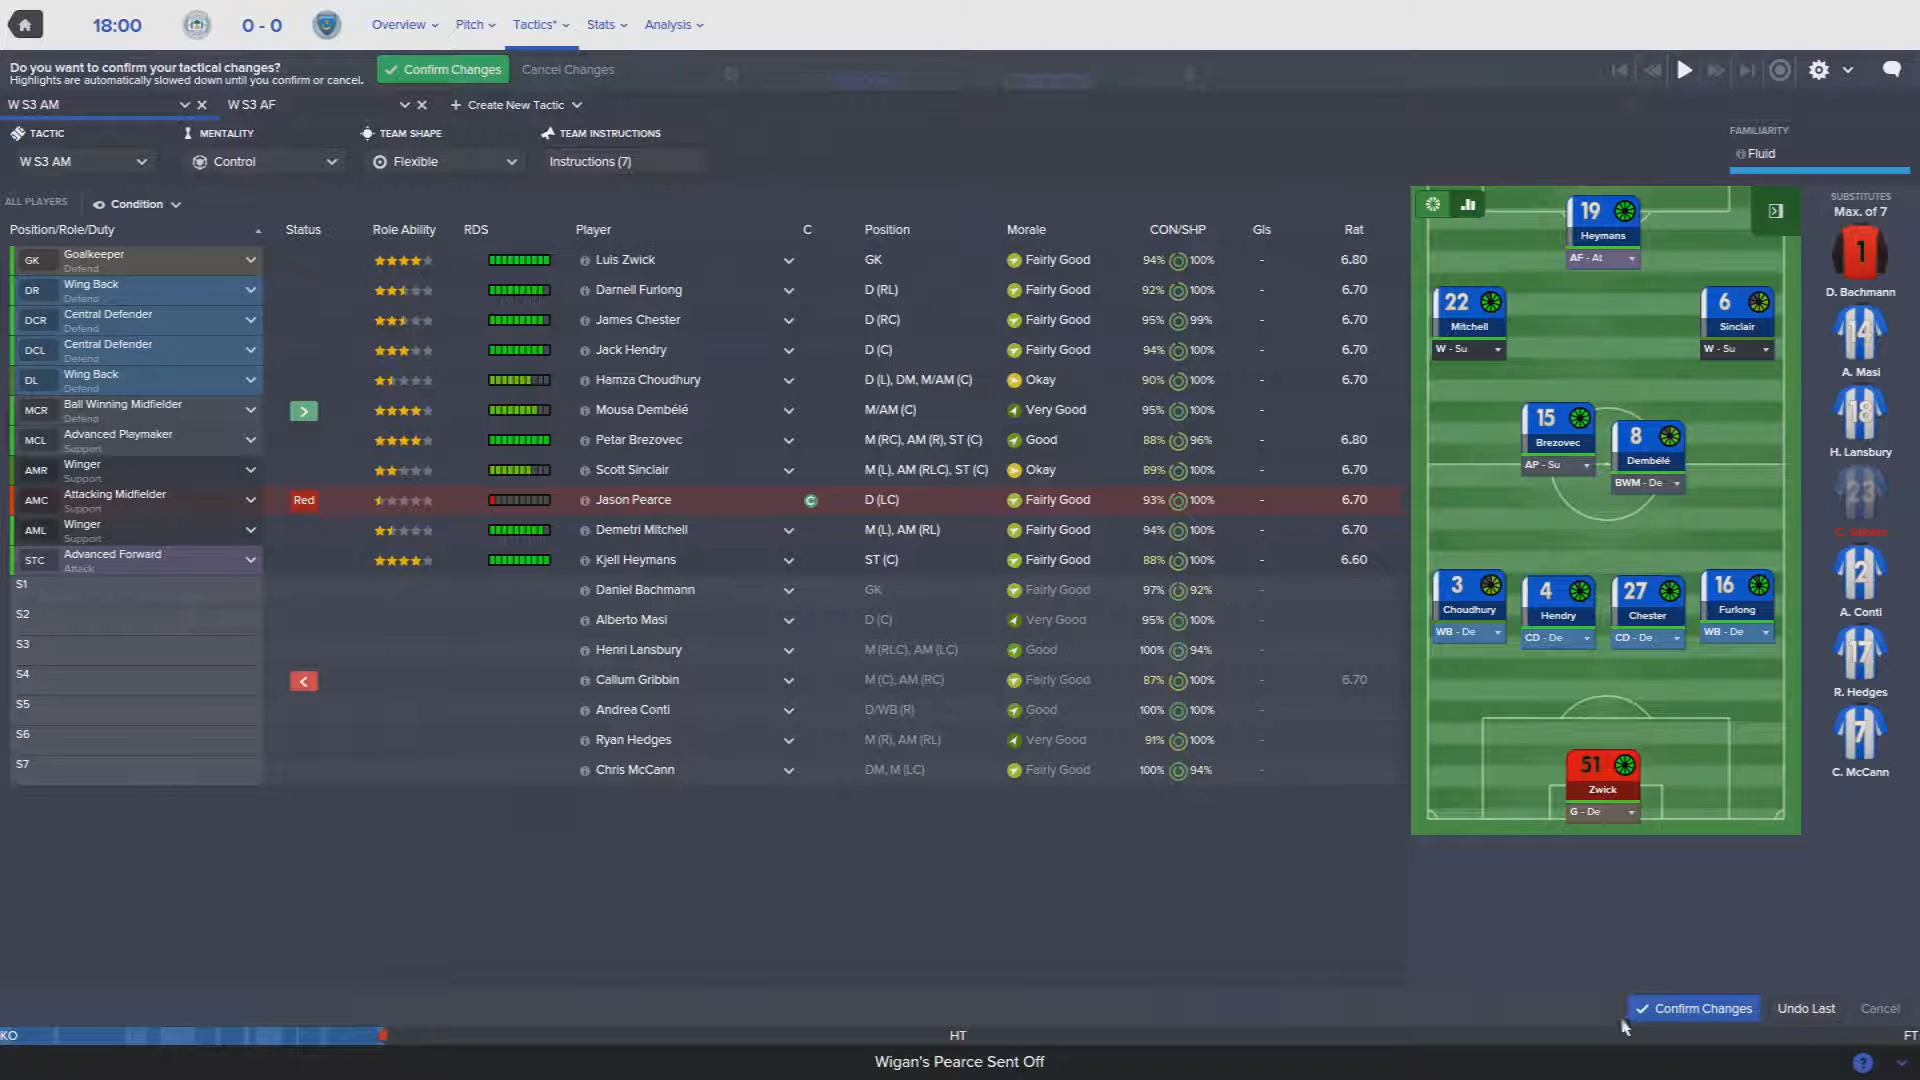 18:00 0 - 0 Overview Pitch Tactics* Stats Analysis
Do you want to confirm your tactical changes?
Highlights are automatically slowed down until you confirm or cancel.
Confirm Changes Cancel Changes
W S3 AM W S3 AF + Create New Tactic
TACTIC MENTALITY TEAM SHAPE TEAM INSTRUCTIONS
W S3 AM Control Flexible Instructions (7)
FAMILIARITY
Fluid
ALL PLAYERS Condition
Position/Role/Duty Status Role Ability RDS Player C Position Morale CON/SHP Gls Rat
GK Goalkeeper Defend Luis Zwick GK Fairly Good 94% 100% - 6.80
DR Wing Back Defend Darnell Furlong D (RL) Fairly Good 92% 100% - 6.70
DCR Central Defender Defend James Chester D (RC) Fairly Good 95% 99% - 6.70
DCL Central Defender Defend Jack Hendry D (C) Fairly Good 94% 100% - 6.70
DL Wing Back Defend Hamza Choudhury D (L), DM, M/AM (C) Okay 90% 100% - 6.70
MCR Ball Winning Midfielder Defend > Mousa Dembélé M/AM (C) Very Good 95% 100% -
MCL Advanced Playmaker Support Petar Brezovec M (RC), AM (R), ST (C) Good 88% 96% - 6.80
AMR Winger Support Scott Sinclair M (L), AM (RLC), ST (C) Okay 89% 100% - 6.70
AMC Attacking Midfielder Support Red Jason Pearce C D (LC) Fairly Good 93% 100% - 6.70
AML Winger Support Demetri Mitchell M (L), AM (RL) Fairly Good 94% 100% - 6.70
STC Advanced Forward Attack Kjell Heymans ST (C) Fairly Good 88% 100% - 6.60
S1 Daniel Bachmann GK Fairly Good 97% 92% -
S2 Alberto Masi D (C) Very Good 95% 100% -
S3 Henri Lansbury M (RLC), AM (LC) Good 100% 94% -
S4 < Callum Gribbin M (C), AM (RC) Fairly Good 87% 100% - 6.70
S5 Andrea Conti D/WB (R) Good 100% 100% -
S6 Ryan Hedges M (R), AM (RL) Very Good 91% 100% -
S7 Chris McCann DM, M (LC) Fairly Good 100% 94% -
19
Heymans
AF - At
22 6
Mitchell Sinclair
W - Su W - Su
15 8
Brezovec Dembélé
AP - Su BWM - De
3 4 27 16
Choudhury Hendry Chester Furlong
WB - De CD - De CD - De WB - De
51
Zwick
G - De
SUBSTITUTES
Max. of 7
1
D. Bachmann
14
A. Masi
18
H. Lansbury
23
C. Gribbin
2
A. Conti
17
R. Hedges
7
C. McCann
Confirm Changes Undo Last Cancel
KO HT FT
Wigan's Pearce Sent Off
?